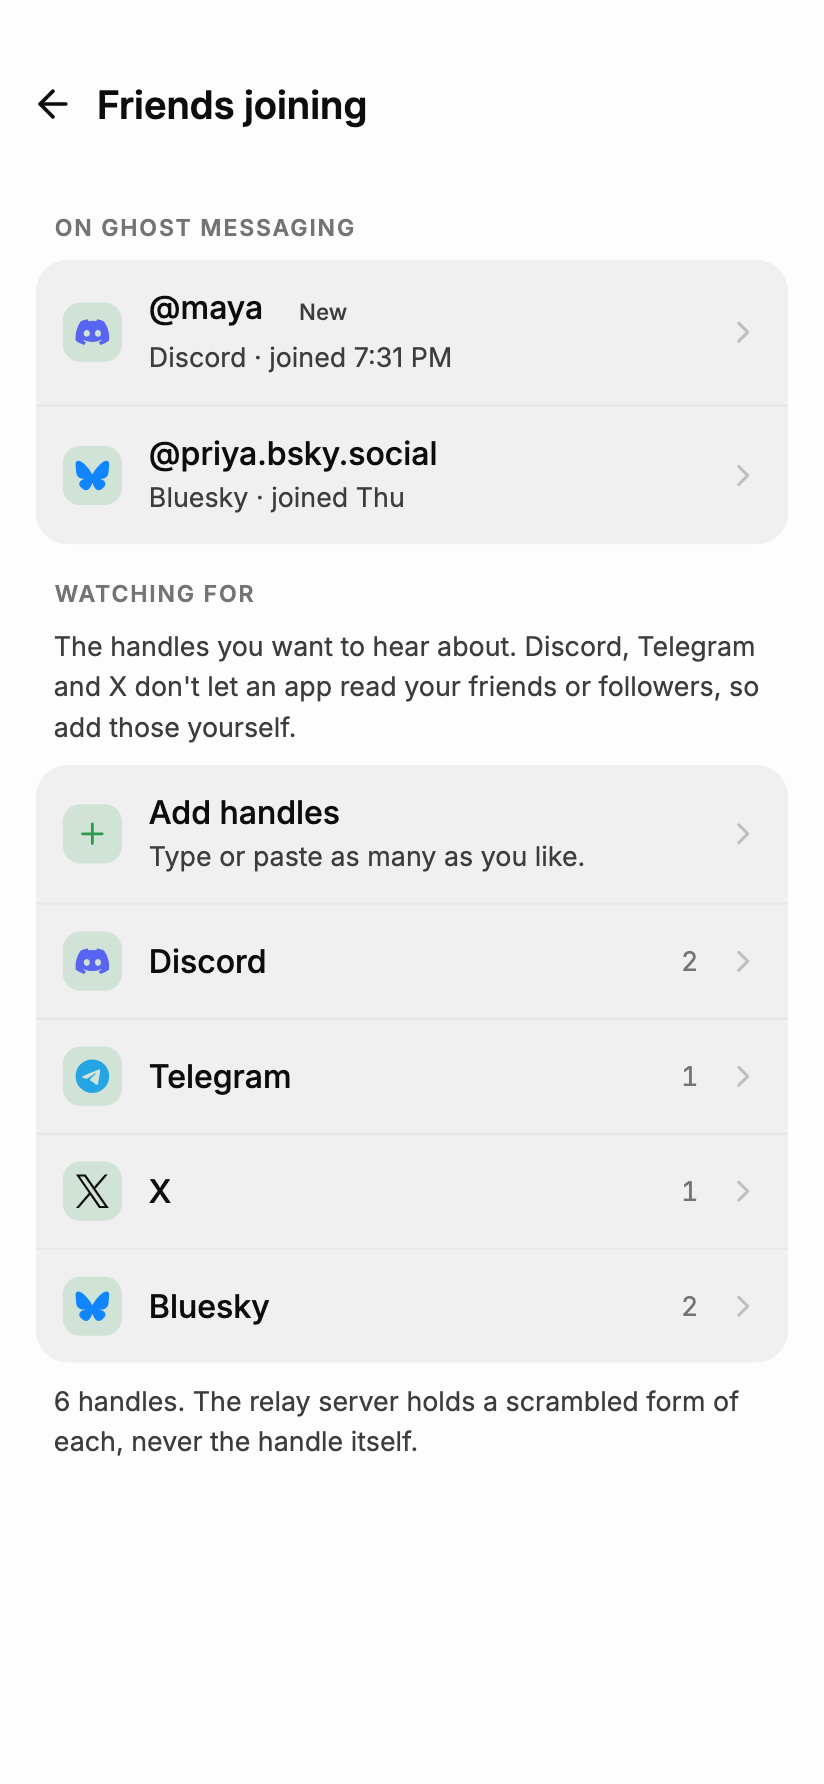 Friends joining
ON GHOST MESSAGING
@maya New
Discord · joined 7:31 PM
@priya.bsky.social
Bluesky · joined Thu
WATCHING FOR
The handles you want to hear about. Discord, Telegram
and X don't let an app read your friends or followers, so
add those yourself.
Add handles
Type or paste as many as you like.
Discord 2
Telegram 1
X 1
Bluesky 2
6 handles. The relay server holds a scrambled form of
each, never the handle itself.